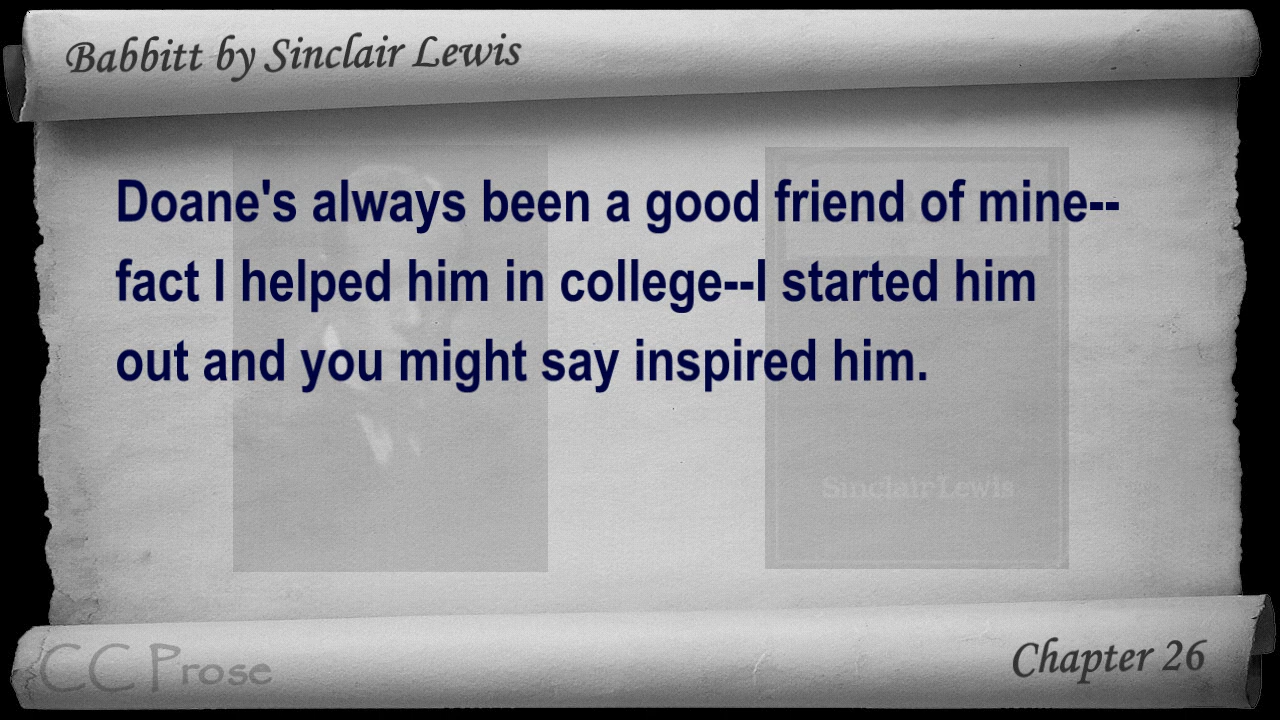 Babbitt by Sinclair Lewis
Doane's always been a good friend of mine--
fact I helped him in college--I started him
out and you might say inspired him.
Sinclair Lewis
CC Prose
Chapter 26